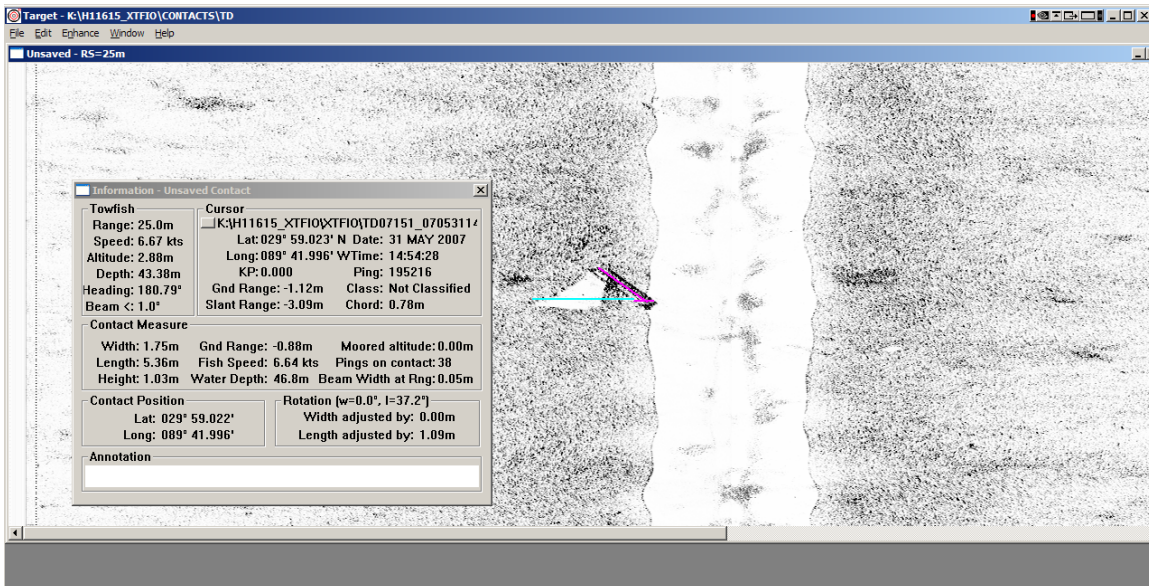 Target - K:\H11615_XTFIO\CONTACTS\TD
File Edit Enhance Window Help
Unsaved - RS=25m
Information - Unsaved Contact
Towfish
Range: 25.0m
Speed: 6.67 kts
Altitude: 2.88m
Depth: 43.38m
Heading: 180.79°
Beam <: 1.0°
Cursor
K:\H11615_XTFIO\XTFIO\TD07151_0705311
Lat: 029° 59.023' N Date: 31 MAY 2007
Long: 089° 41.996' W Time: 14:54:28
KP: 0.000 Ping: 195216
Gnd Range: -1.12m Class: Not Classified
Slant Range: -3.09m Chord: 0.78m
Contact Measure
Width: 1.75m Gnd Range: -0.88m Moored altitude: 0.00m
Length: 5.36m Fish Speed: 6.64 kts Pings on contact: 38
Height: 1.03m Water Depth: 46.8m Beam Width at Rng: 0.05m
Contact Position
Lat: 029° 59.022'
Long: 089° 41.996'
Rotation (w=0.0°, l=37.2°)
Width adjusted by: 0.00m
Length adjusted by: 1.09m
Annotation